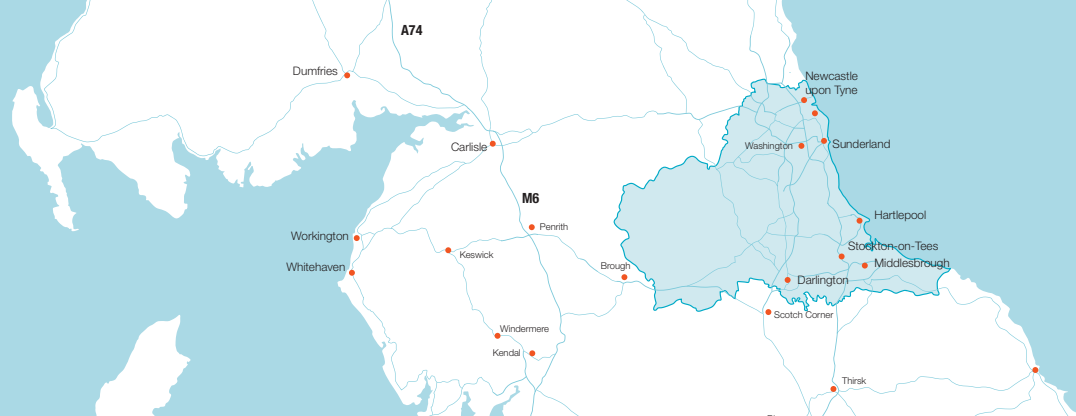 A74
Dumfries
Newcastle
upon Tyne
Carlisle
Washington
Sunderland
M6
Hartlepool
Penrith
Workington
Stockton-on-Tees
Keswick
Whitehaven
Brough
Middlesbrough
Darlington
Scotch Corner
Windermere
Kendal
Thirsk